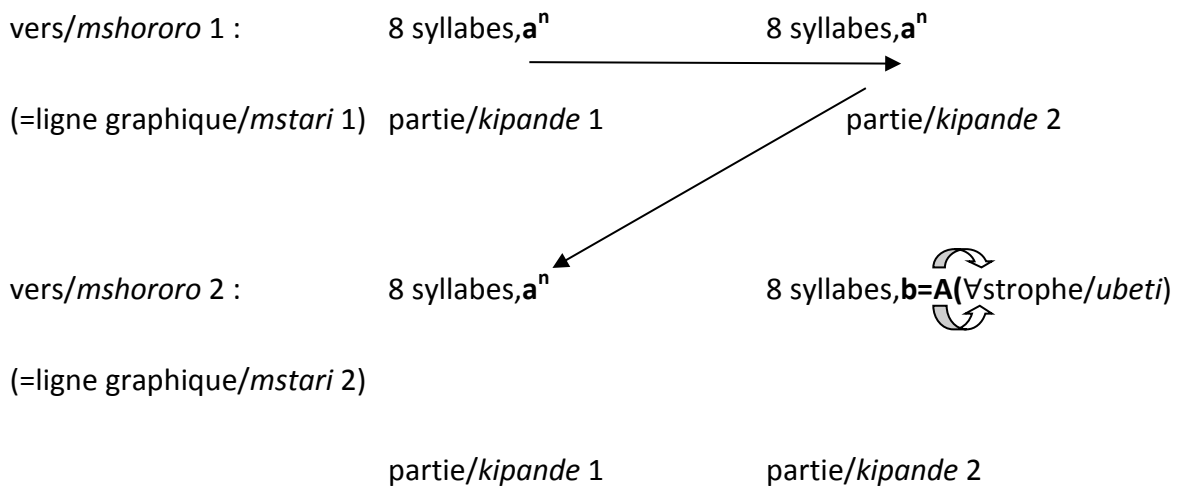 vers/mshororo 1 : 8 syllabes,aⁿ 8 syllabes,aⁿ
(=ligne graphique/mstari 1) partie/kipande 1 partie/kipande 2
vers/mshororo 2 : 8 syllabes,aⁿ 8 syllabes,b=A(∀strophe/ubeti)
(=ligne graphique/mstari 2)
partie/kipande 1 partie/kipande 2